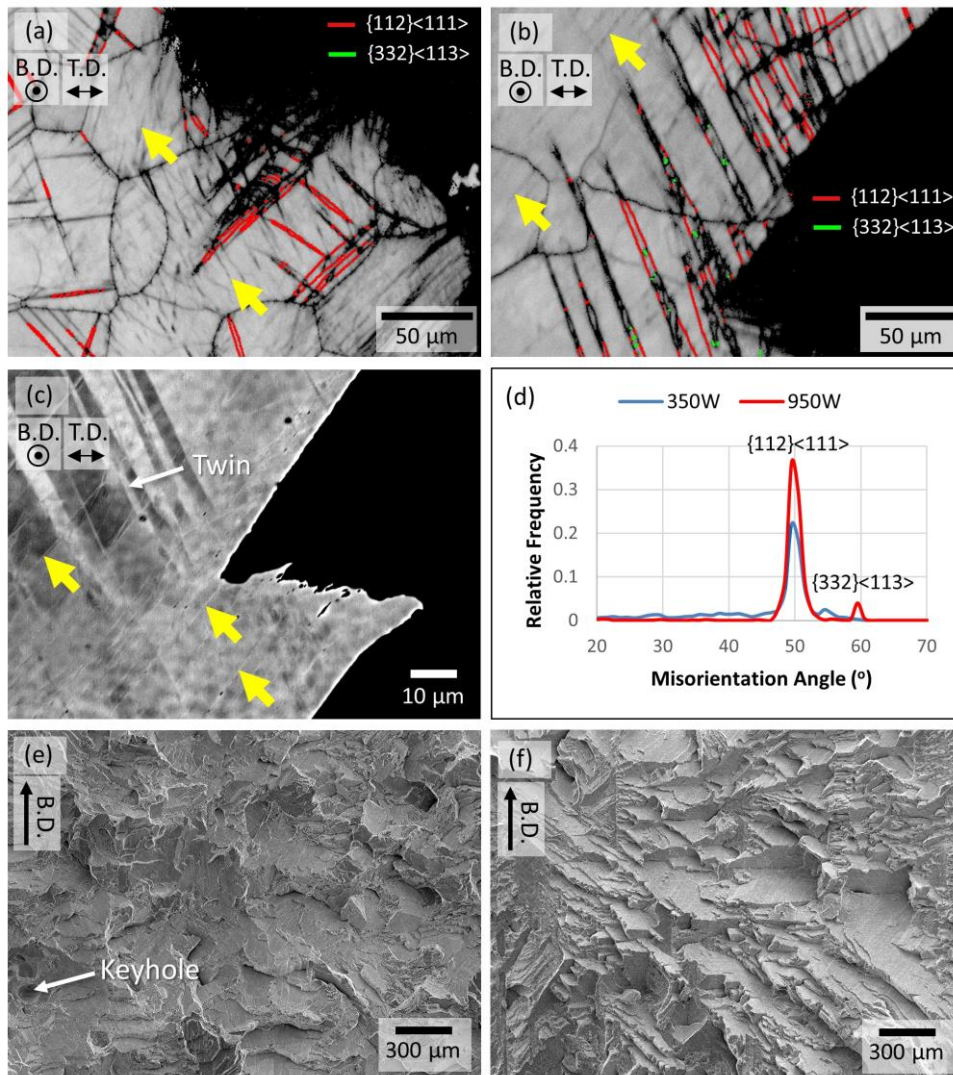 (a)
{112}<111>
{332}<113>
B.D.
T.D.
50 µm
(b)
B.D.
T.D.
{112}<111>
{332}<113>
50 µm
(c)
B.D.
T.D.
Twin
10 µm
(d)
350W
950W
{112}<111>
{332}<113>
Relative Frequency
0.4
0.3
0.2
0.1
0
20
30
40
50
60
70
Misorientation Angle (º)
(e)
B.D.
Keyhole
300 µm
(f)
B.D.
300 µm